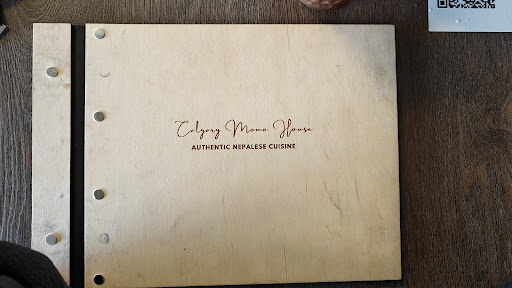 Calgary Momo House
AUTHENTIC NEPALESE CUISINE